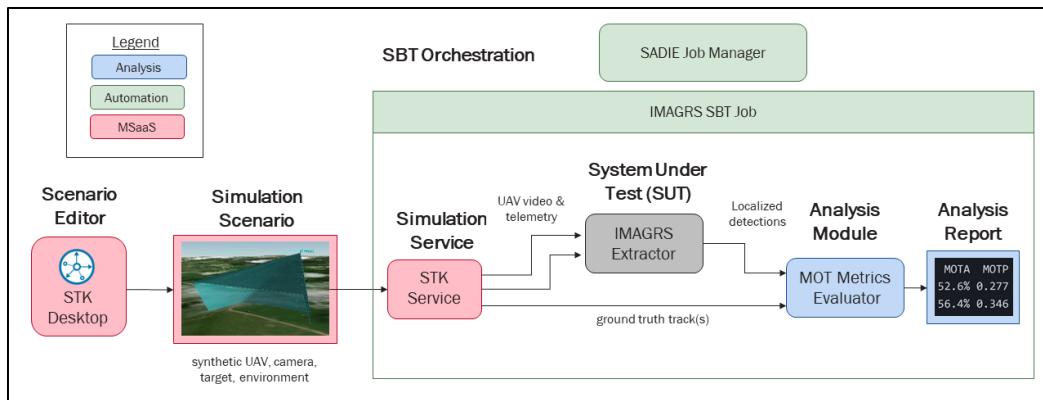 Legend
Analysis
Automation
MSaaS
SBT Orchestration
SADIE Job Manager
IMAGRS SBT Job
Scenario
Editor
STK
Desktop
Simulation
Scenario
synthetic UAV, camera,
target, environment
Simulation
Service
STK
Service
UAV video &
telemetry
System Under
Test (SUT)
IMAGRS
Extractor
Localized
detections
ground truth track(s)
Analysis
Module
MOT Metrics
Evaluator
Analysis
Report
MOTA MOTP
52.6% 0.277
56.4% 0.346